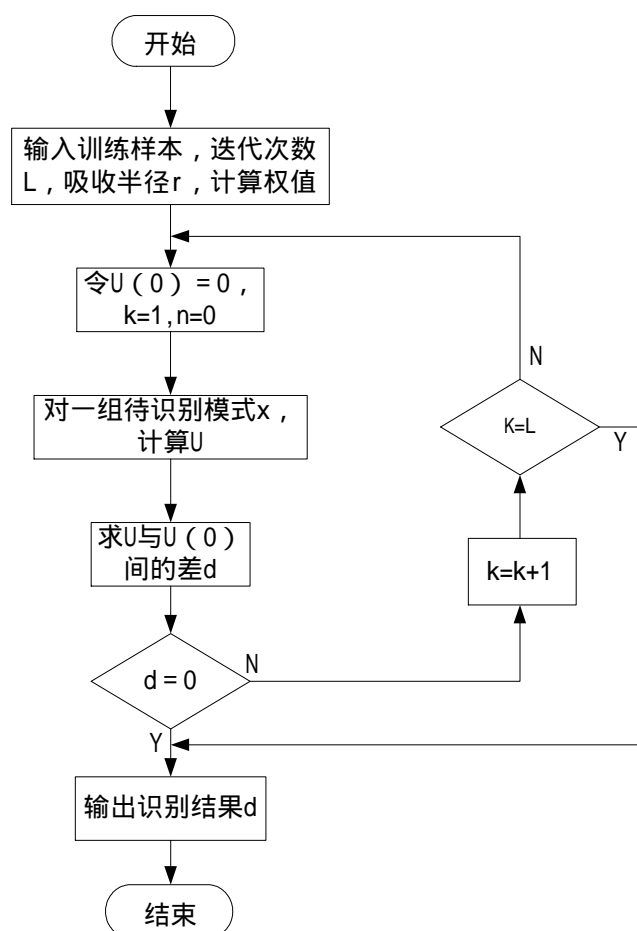 开始
输入训练样本，迭代次数
L，吸收半径r，计算权值
令U（0）=0，
k=1,n=0
对一组待识别模式x，
计算U
求U与U（0）
间的差d
d=0
N
Y
k=k+1
K=L
N
Y
输出识别结果d
结束